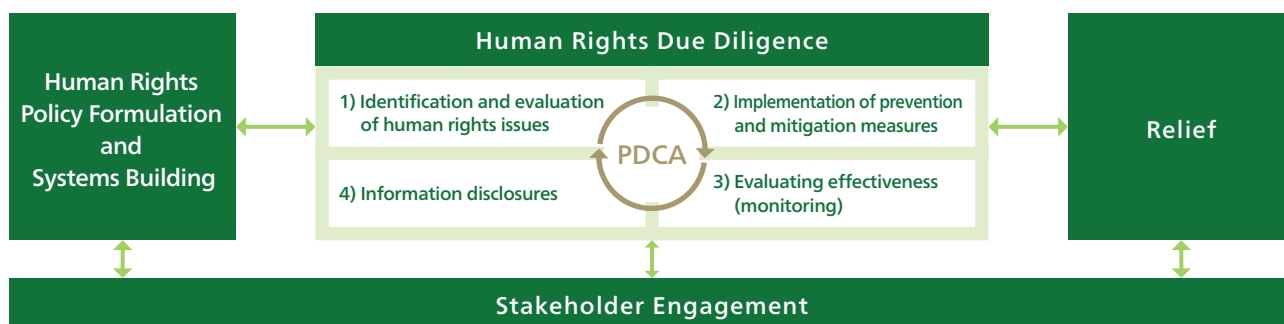 Human Rights
Policy Formulation
and
Systems Building
Human Rights Due Diligence
1) Identification and evaluation
of human rights issues
2) Implementation of prevention
and mitigation measures
PDCA
4) Information disclosures
3) Evaluating effectiveness
(monitoring)
Relief
Stakeholder Engagement